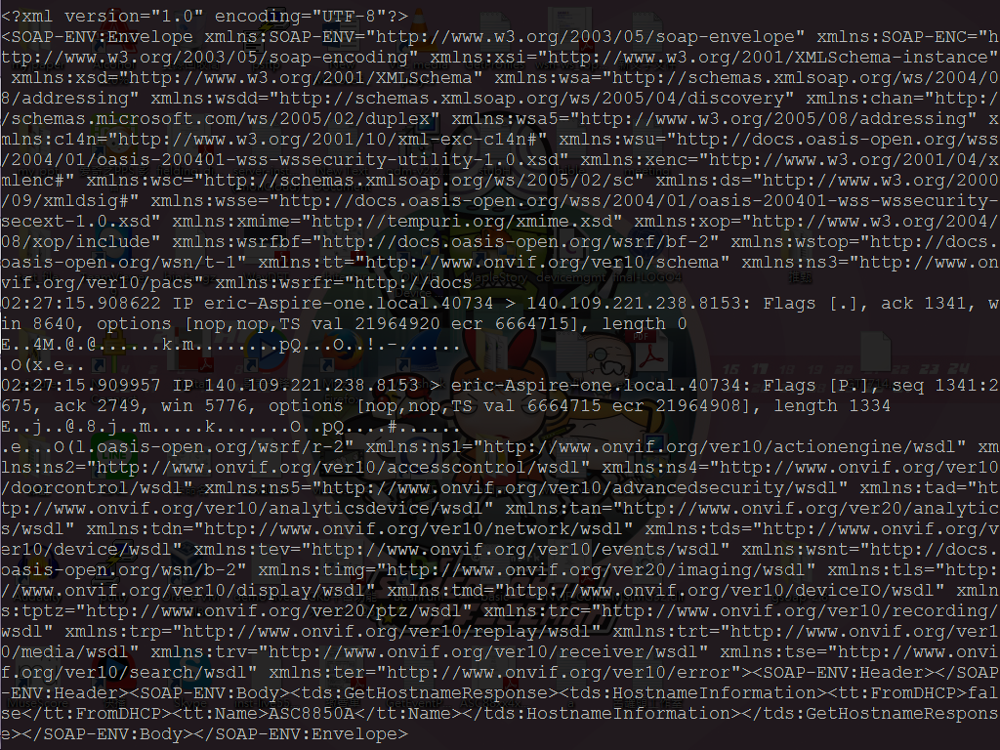 <?xml version="1.0" encoding="UTF-8"?>
<SOAP-ENV:Envelope xmlns:SOAP-ENV="http://www.w3.org/2003/05/soap-envelope" xmlns:SOAP-ENC="h
ttp://www.w3.org/2003/05/soap-encoding" xmlns:xsi="http://www.w3.org/2001/XMLSchema-instance"
 xmlns:xsd="http://www.w3.org/2001/XMLSchema" xmlns:wsa="http://schemas.xmlsoap.org/ws/2004/0
8/addressing" xmlns:wsdd="http://schemas.xmlsoap.org/ws/2005/04/discovery" xmlns:chan="http:/
/schemas.microsoft.com/ws/2005/02/duplex" xmlns:wsa5="http://www.w3.org/2005/08/addressing" x
mlns:c14n="http://www.w3.org/2001/10/xml-exc-c14n#" xmlns:wsu="http://docs.oasis-open.org/wss
/2004/01/oasis-200401-wss-wssecurity-utility-1.0.xsd" xmlns:xenc="http://www.w3.org/2001/04/x
mlenc#" xmlns:wsc="http://schemas.xmlsoap.org/ws/2005/02/sc" xmlns:ds="http://www.w3.org/2000
/09/xmldsig#" xmlns:wsse="http://docs.oasis-open.org/wss/2004/01/oasis-200401-wss-wssecurity-
secext-1.0.xsd" xmlns:xmime="http://tempuri.org/xmime.xsd" xmlns:xop="http://www.w3.org/2004/
08/xop/include" xmlns:wsrfbf="http://docs.oasis-open.org/wsrf/bf-2" xmlns:wstop="http://docs.
oasis-open.org/wsn/t-1" xmlns:tt="http://www.onvif.org/ver10/schema" xmlns:ns3="http://www.on
vif.org/ver10/pacs" xmlns:wsrfr="http://docs
02:27:15.908622 IP eric-Aspire-one.local.40734 > 140.109.221.238.8153: Flags [.], ack 1341, w
in 8640, options [nop,nop,TS val 21964920 ecr 6664715], length 0
E..4M.@.@......k.m........pQ...O..!.-......
.O(x.e..
02:27:15.909957 IP 140.109.221.238.8153 > eric-Aspire-one.local.40734: Flags [P.], seq 1341:2
675, ack 2749, win 5776, options [nop,nop,TS val 6664715 ecr 21964908], length 1334
E..j..@.8.j..m.....k.......O..pQ....#......
.e...O(l.oasis-open.org/wsrf/r-2" xmlns:ns1="http://www.onvif.org/ver10/actionengine/wsdl" xm
lns:ns2="http://www.onvif.org/ver10/accesscontrol/wsdl" xmlns:ns4="http://www.onvif.org/ver10
/doorcontrol/wsdl" xmlns:ns5="http://www.onvif.org/ver10/advancedsecurity/wsdl" xmlns:tad="ht
tp://www.onvif.org/ver10/analyticsdevice/wsdl" xmlns:tan="http://www.onvif.org/ver20/analytic
s/wsdl" xmlns:tdn="http://www.onvif.org/ver10/network/wsdl" xmlns:tds="http://www.onvif.org/v
er10/device/wsdl" xmlns:tev="http://www.onvif.org/ver10/events/wsdl" xmlns:wsnt="http://docs.
oasis-open.org/wsn/b-2" xmlns:timg="http://www.onvif.org/ver20/imaging/wsdl" xmlns:tls="http:
//www.onvif.org/ver10/display/wsdl" xmlns:tmd="http://www.onvif.org/ver10/deviceIO/wsdl" xmln
s:tptz="http://www.onvif.org/ver20/ptz/wsdl" xmlns:trc="http://www.onvif.org/ver10/recording/
wsdl" xmlns:trp="http://www.onvif.org/ver10/replay/wsdl" xmlns:trt="http://www.onvif.org/ver1
0/media/wsdl" xmlns:trv="http://www.onvif.org/ver10/receiver/wsdl" xmlns:tse="http://www.onvi
f.org/ver10/search/wsdl" xmlns:ter="http://www.onvif.org/ver10/error"><SOAP-ENV:Header></SOAP
-ENV:Header><SOAP-ENV:Body><tds:GetHostnameResponse><tds:HostnameInformation><tt:FromDHCP>fal
se</tt:FromDHCP><tt:Name>ASC8850A</tt:Name></tds:HostnameInformation></tds:GetHostnameRespons
e></SOAP-ENV:Body></SOAP-ENV:Envelope>